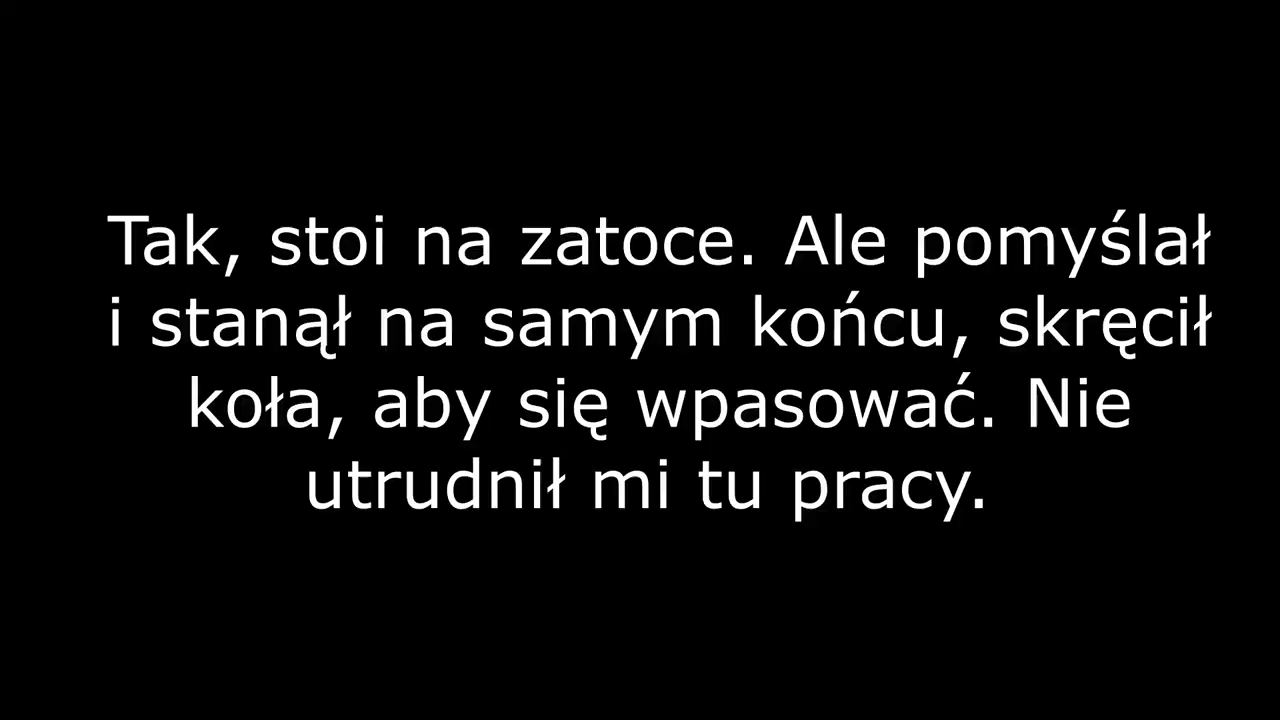 Tak, stoi na zatoce. Ale pomyślał
i stanął na samym końcu, skręcił
koła, aby się wpasować. Nie
utrudnił mi tu pracy.